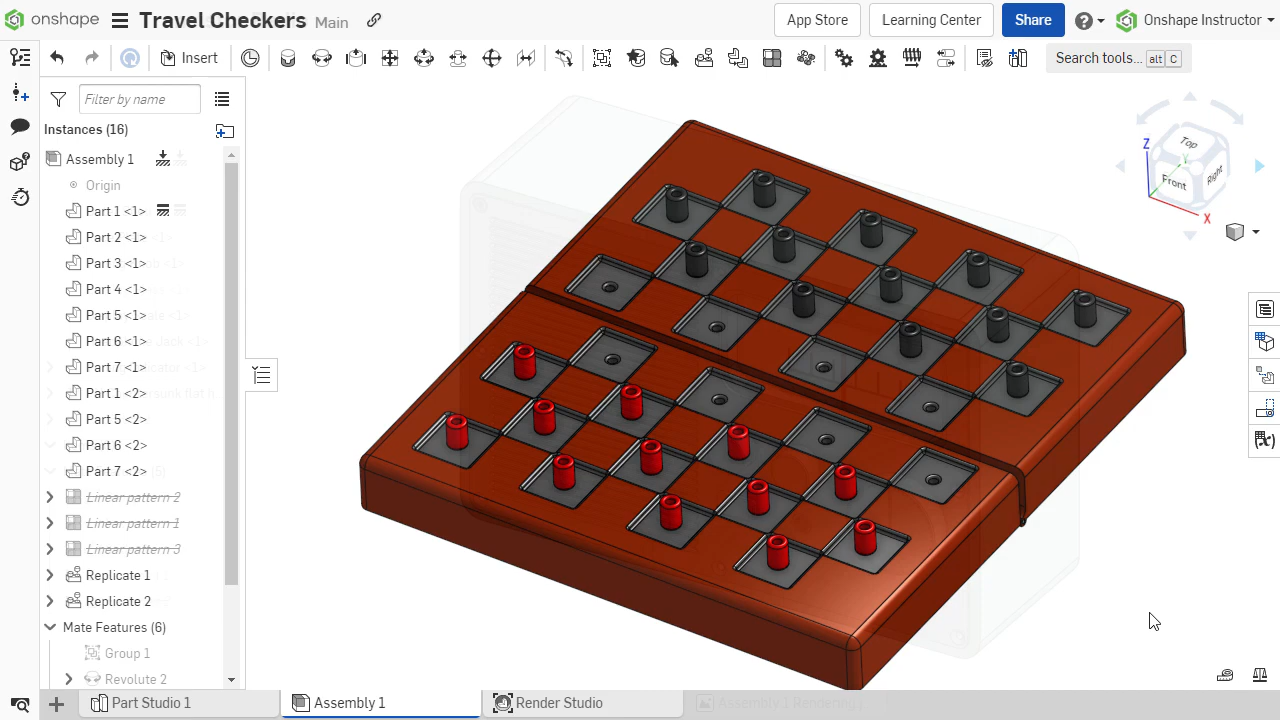 onshape Travel Checkers Main App Store Learning Center Share Onshape Instructor
Insert Search tools... alt C
Filter by name
Instances (16)
Assembly 1
Origin
Part 1 <1>
Part 2 <1>
Part 3 <1>
Part 4 <1>
Part 5 <1>
Part 6 <1>
Part 7 <1>
Part 1 <2>
Part 5 <2>
Part 6 <2>
Part 7 <2>
Linear pattern 2
Linear pattern 1
Linear pattern 3
Replicate 1
Replicate 2
Mate Features (6)
Group 1
Revolute 2
Z
Y
X
Top
Front
Right
Part Studio 1 Assembly 1 Render Studio